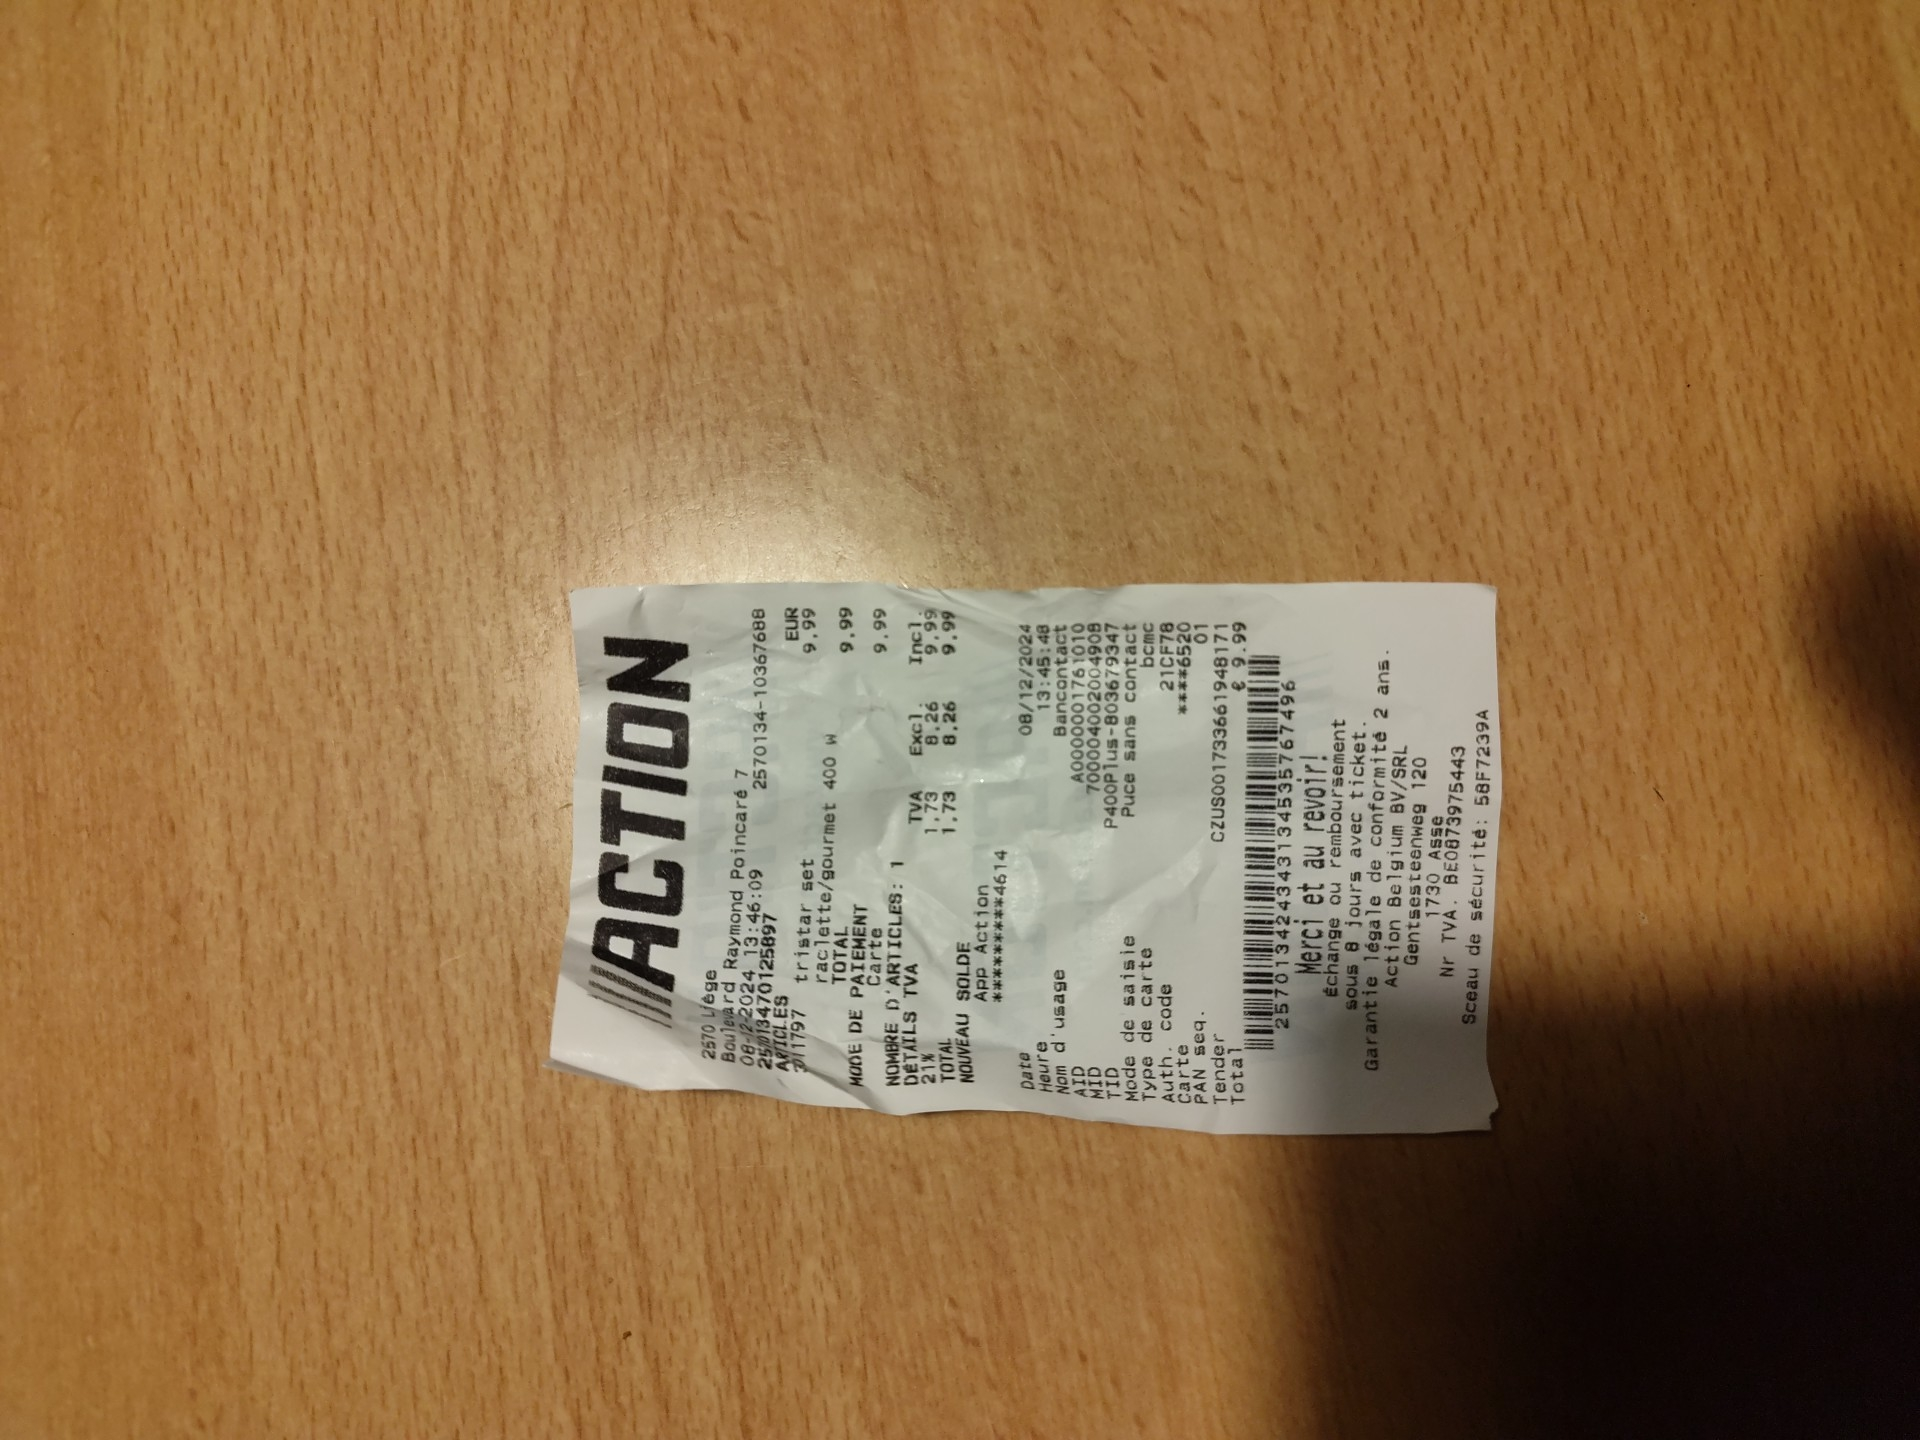 ACTION
2570 Liège
Boulevard Raymond Poincaré 7
08-12-2024 13:46:09 2570134-10367688
25701347012 5897
ARTICLES EUR
tristar set 9.99
raclette/gourmet 400 W
TOTAL 9.99
MODE DE PAIEMENT
Carte 9.99
NOMBRE D'ARTICLES: 1
DÉTAILS TVA TVA Excl. Incl.
21% 1,73 8,26 9,99
TOTAL 1,73 8,26 9.99
NOUVEAU SOLDE
App Action
*********4614
Date 08/12/2024
Heure 13:45:48
Nom d'usage Bancontact
AID A0000001761010
MID 700004002004908
TID P400Plus-803679347
Mode de saisie Puce sans contact
Type de carte bcmc
Auth. code 21CF78
Carte ****6520
PAN seq. 01
Tender CZUS001733661948171
Total € 9.99
257013424343134535767496
Merci et au revoir!
Échange ou remboursement
sous 8 jours avec ticket.
Garantie légale de conformité 2 ans.
Action Belgium BV/SRL
Gentsesteenweg 120
1730 Asse
Nr TVA. BE0873975443
Sceau de sécurité: 58F7239A